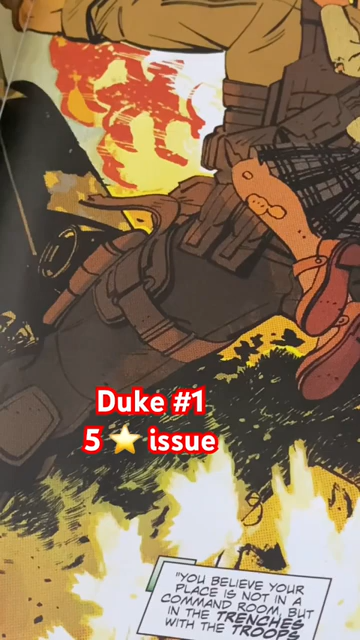 Duke #1
5 ⭐ issue
"YOU BELIEVE YOUR
PLACE IS NOT IN A
COMMAND ROOM, BUT
IN THE TRENCHES
WITH THE